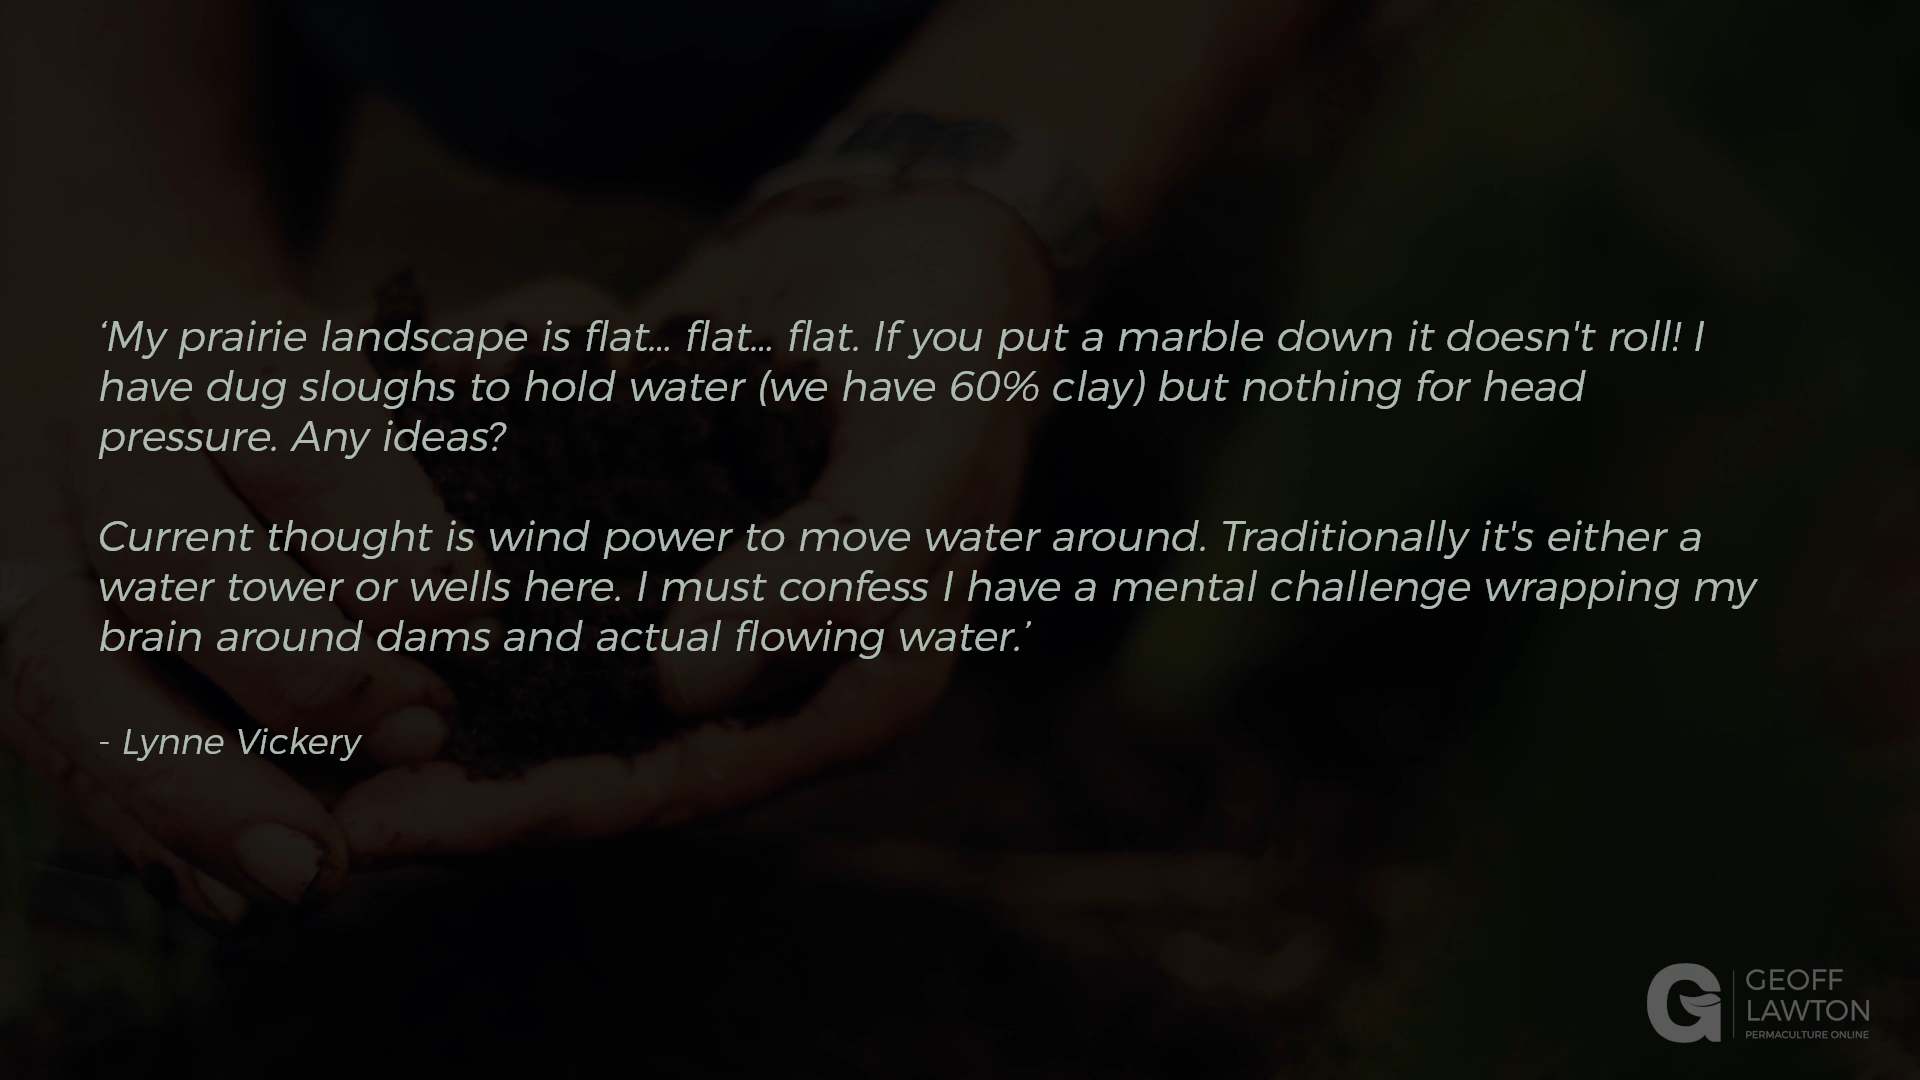 ‘My prairie landscape is flat... flat... flat. If you put a marble down it doesn't roll! I
have dug sloughs to hold water (we have 60% clay) but nothing for head
pressure. Any ideas?
Current thought is wind power to move water around. Traditionally it's either a
water tower or wells here. I must confess I have a mental challenge wrapping my
brain around dams and actual flowing water.’
- Lynne Vickery
GEOFF
LAWTON
PERMACULTURE ONLINE